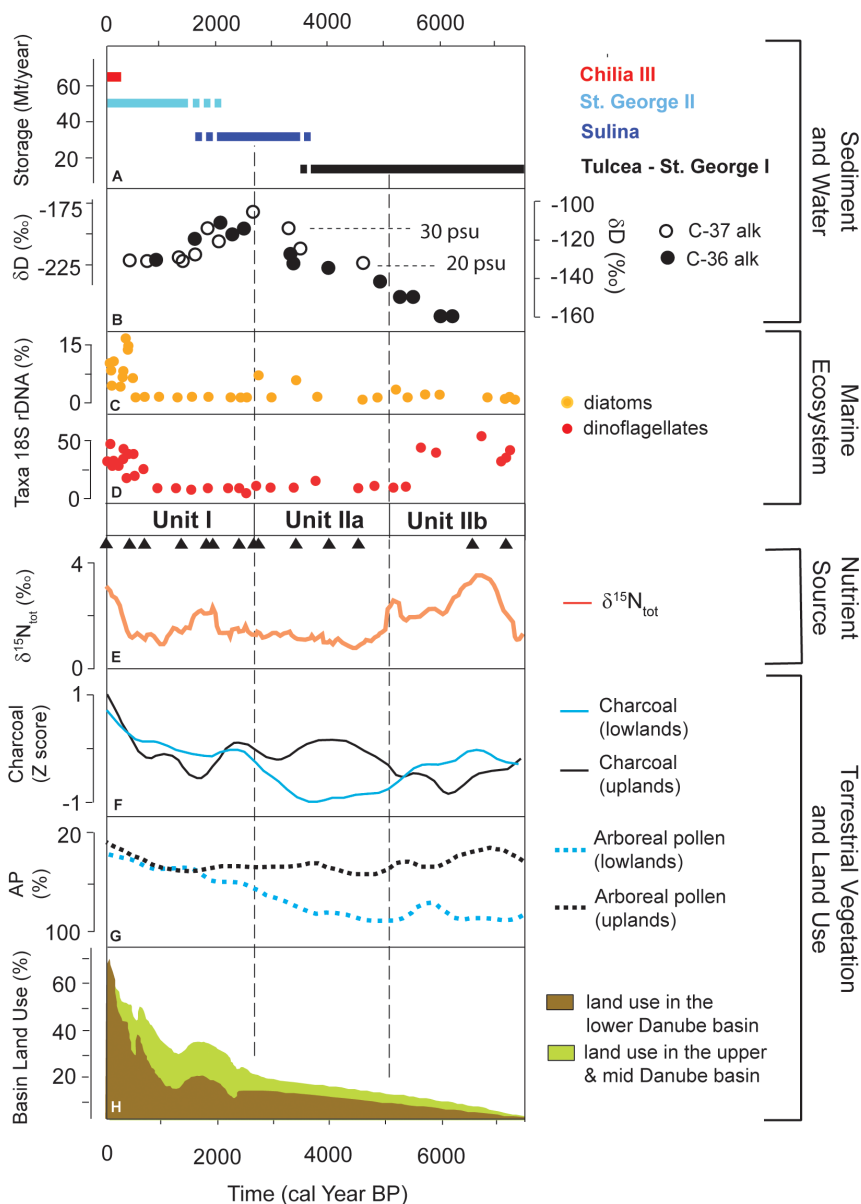 0 2000 4000 6000
Storage (Mt/year)
60
40
20
A
Chilia III
St. George II
Sulina
Tulcea - St. George I
Sediment
and Water
δD (‰)
-175
-225
B
30 psu
20 psu
-100
-120
-140
-160
δD
(‰)
C-37 alk
C-36 alk
Taxa 18S rDNA (%)
15
0
C
50
0
D
diatoms
dinoflagellates
Marine
Ecosystem
Unit I Unit IIa Unit IIb
δ15Ntot (‰)
4
0
E
δ15Ntot
Nutrient
Source
Charcoal
(Z score)
1
-1
F
Charcoal
(lowlands)
Charcoal
(uplands)
AP
(%)
20
100
G
Arboreal pollen
(lowlands)
Arboreal pollen
(uplands)
Terrestrial Vegetation
and Land Use
Basin Land Use (%)
60
40
20
H
land use in the
lower Danube basin
land use in the upper
& mid Danube basin
0 2000 4000 6000
Time (cal Year BP)